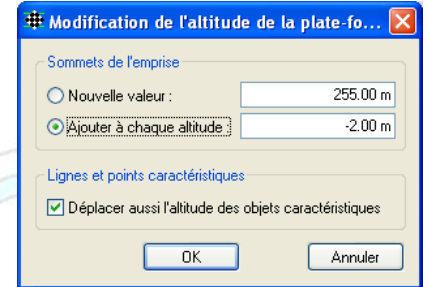 Modification de l'altitude de la plate-fo...
Sommets de l'emprise
Nouvelle valeur : 255.00 m
Ajouter à chaque altitude : -2.00 m
Lignes et points caractéristiques
Déplacer aussi l'altitude des objets caractéristiques
OK Annuler